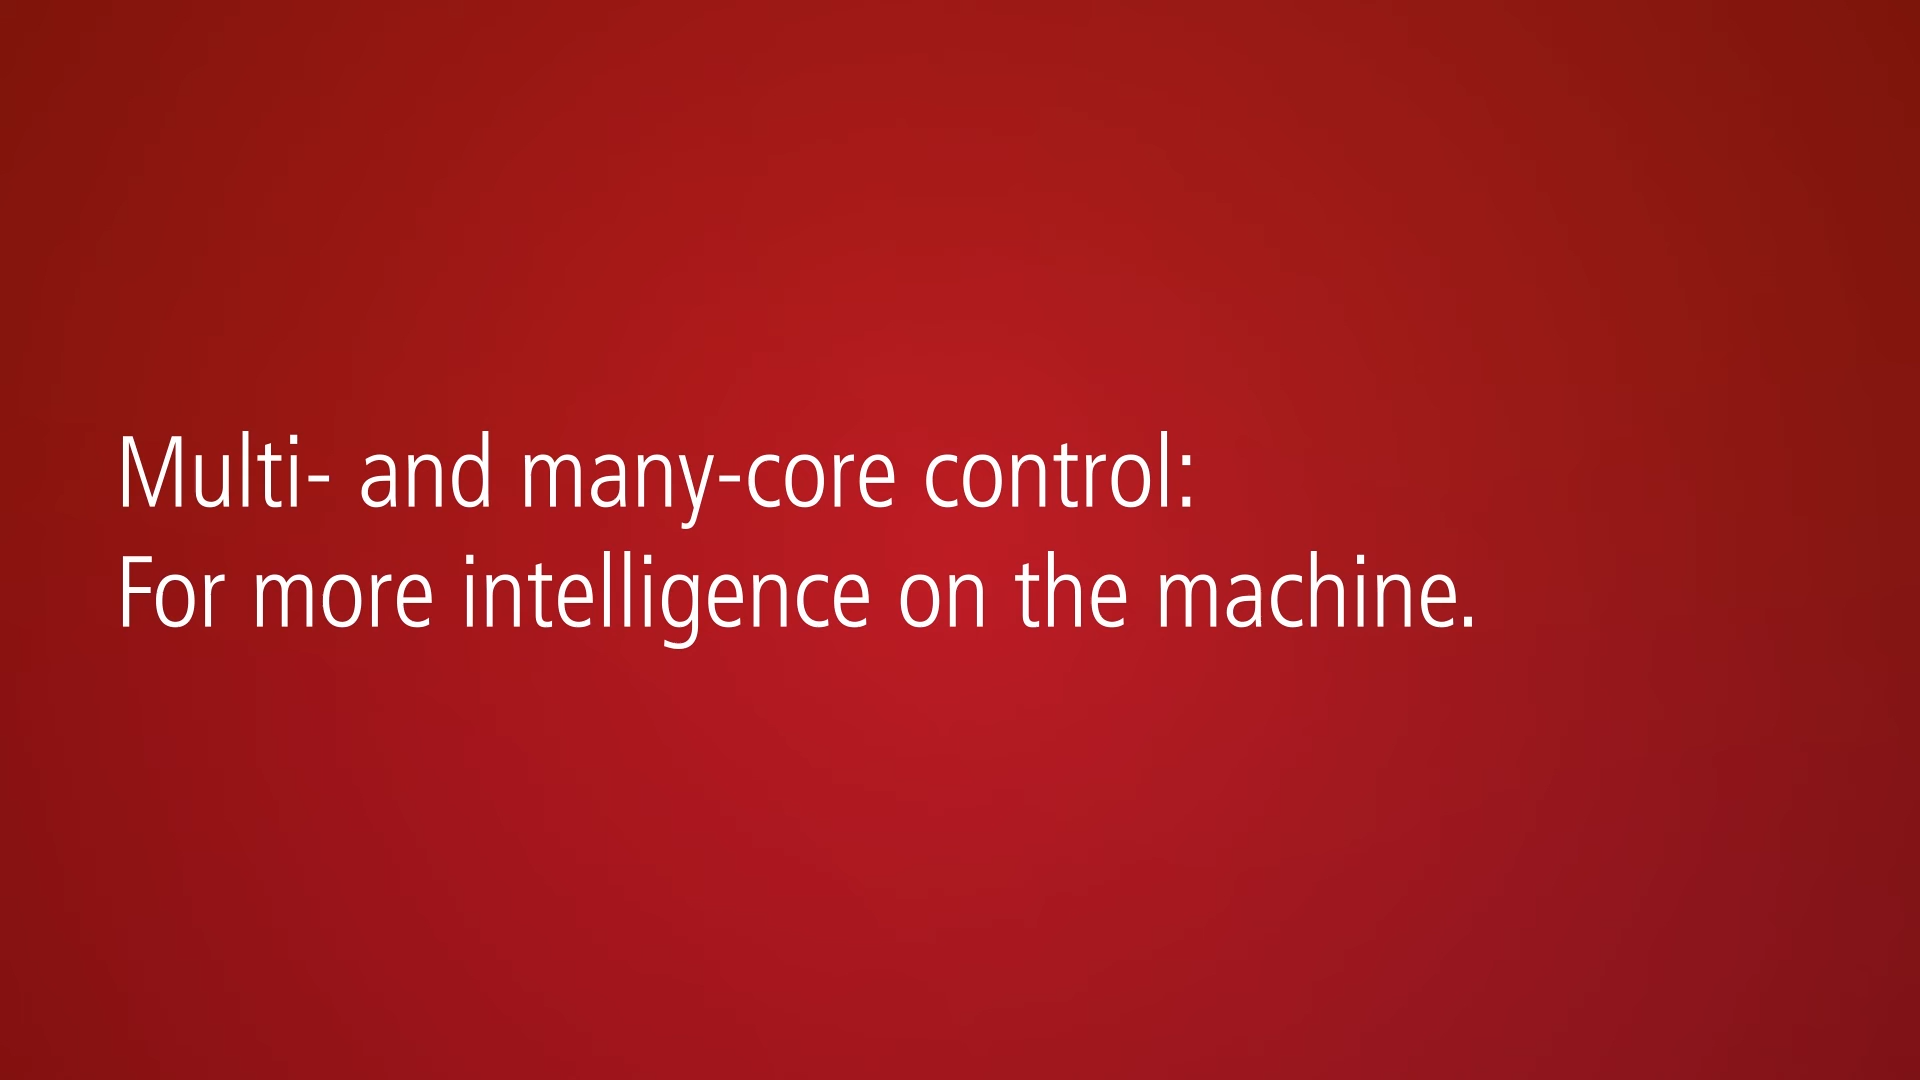 Multi- and many-core control:
For more intelligence on the machine.